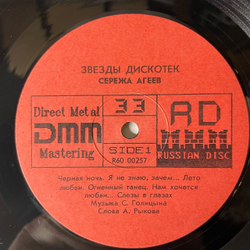 ЗВЕЗДЫ ДИСКОТЕК
СЕРЕЖА АГЕЕВ
Direct Metal
DMM
Mastering
33
SIDE 1
R60 00257
RD
RUSSIAN DISC
Черная ночь. Я не знаю, зачем... Лето
любви. Огненный танец. Нам хочется
любви... Слезы в глазах
Музыка С. Голицына
Слова А. Рыкова